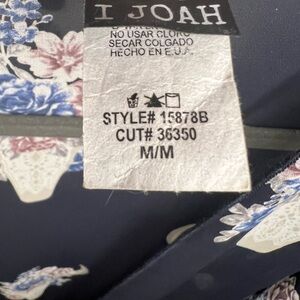 I JOAH
NO USAR CLORO
SECAR COLGADO
HECHO EN E.U.A.
STYLE# 15878B
CUT# 36350
M/M